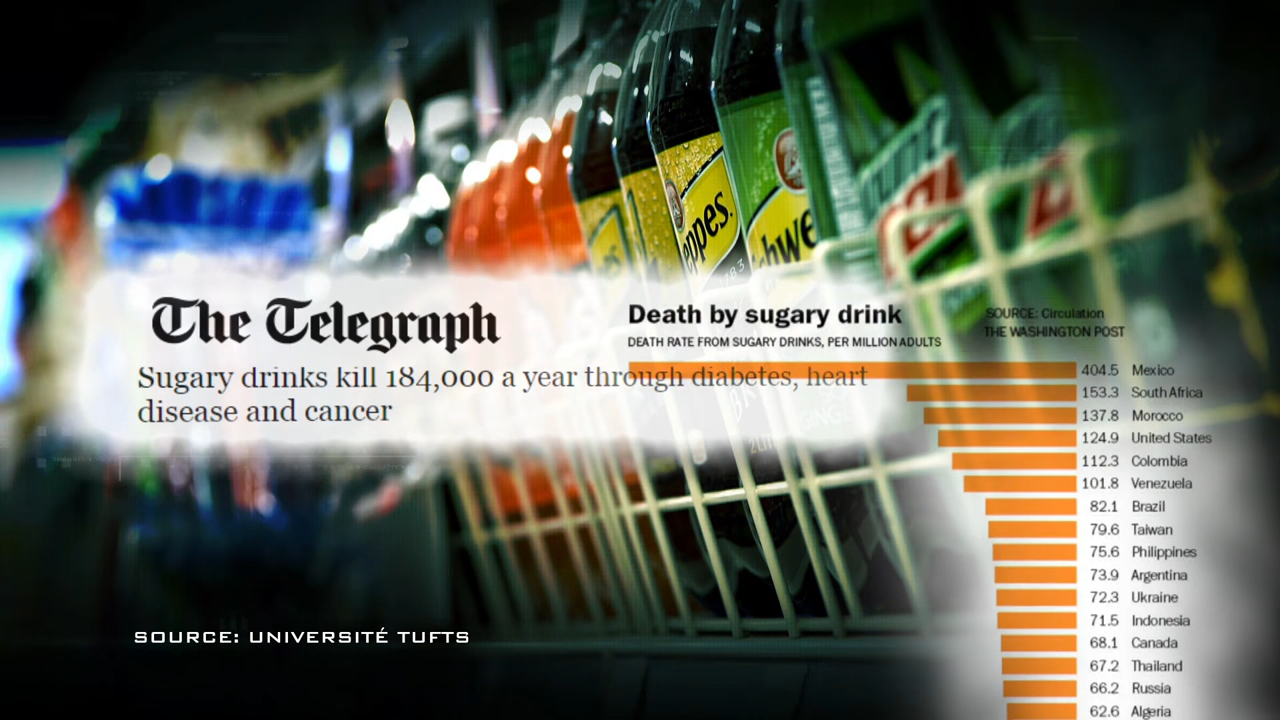 eppes.
Schwe
1783
The Telegraph
Sugary drinks kill 184,000 a year through diabetes, heart
disease and cancer
Death by sugary drink
DEATH RATE FROM SUGARY DRINKS, PER MILLION ADULTS
SOURCE: Circulation
THE WASHINGTON POST
404.5 Mexico
153.3 South Africa
137.8 Morocco
124.9 United States
112.3 Colombia
101.8 Venezuela
82.1 Brazil
79.6 Taiwan
75.6 Philippines
73.9 Argentina
72.3 Ukraine
71.5 Indonesia
68.1 Canada
67.2 Thailand
66.2 Russia
62.6 Algeria
SOURCE: UNIVERSITÉ TUFTS